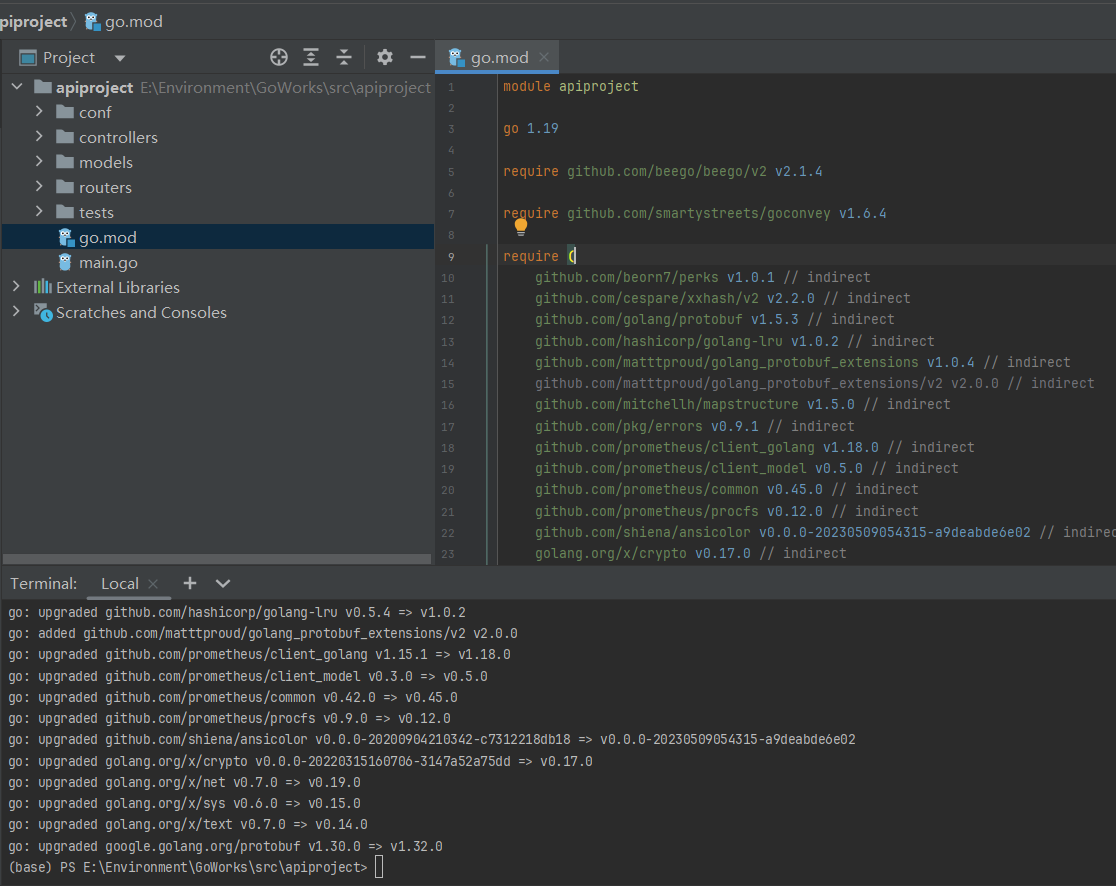 piproject go.mod
Project
go.mod
apiproject E:\Environment\GoWorks\src\apiproject
conf
controllers
models
routers
tests
go.mod
main.go
External Libraries
Scratches and Consoles
1 module apiproject
2
3 go 1.19
4
5 require github.com/beego/beego/v2 v2.1.4
6
7 require github.com/smartystreets/goconvey v1.6.4
8
9 require (
10 github.com/beorn7/perks v1.0.1 // indirect
11 github.com/cespare/xxhash/v2 v2.2.0 // indirect
12 github.com/golang/protobuf v1.5.3 // indirect
13 github.com/hashicorp/golang-lru v1.0.2 // indirect
14 github.com/matttproud/golang_protobuf_extensions v1.0.4 // indirect
15 github.com/matttproud/golang_protobuf_extensions/v2 v2.0.0 // indirect
16 github.com/mitchellh/mapstructure v1.5.0 // indirect
17 github.com/pkg/errors v0.9.1 // indirect
18 github.com/prometheus/client_golang v1.18.0 // indirect
19 github.com/prometheus/client_model v0.5.0 // indirect
20 github.com/prometheus/common v0.45.0 // indirect
21 github.com/prometheus/procfs v0.12.0 // indirect
22 github.com/shiena/ansicolor v0.0.0-20230509054315-a9deabde6e02 // indirec
23 golang.org/x/crypto v0.17.0 // indirect
Terminal: Local
go: upgraded github.com/hashicorp/golang-lru v0.5.4 => v1.0.2
go: added github.com/matttproud/golang_protobuf_extensions/v2 v2.0.0
go: upgraded github.com/prometheus/client_golang v1.15.1 => v1.18.0
go: upgraded github.com/prometheus/client_model v0.3.0 => v0.5.0
go: upgraded github.com/prometheus/common v0.42.0 => v0.45.0
go: upgraded github.com/prometheus/procfs v0.9.0 => v0.12.0
go: upgraded github.com/shiena/ansicolor v0.0.0-20200904210342-c7312218db18 => v0.0.0-20230509054315-a9deabde6e02
go: upgraded golang.org/x/crypto v0.0.0-20220315160706-3147a52a75dd => v0.17.0
go: upgraded golang.org/x/net v0.7.0 => v0.19.0
go: upgraded golang.org/x/sys v0.6.0 => v0.15.0
go: upgraded golang.org/x/text v0.7.0 => v0.14.0
go: upgraded google.golang.org/protobuf v1.30.0 => v1.32.0
(base) PS E:\Environment\GoWorks\src\apiproject>